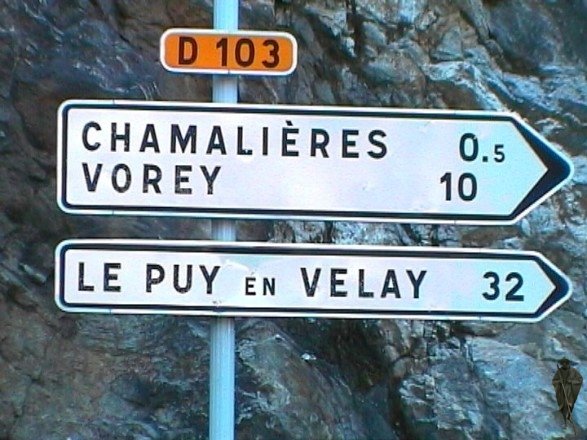 D 103
CHAMALIÈRES 0.5
VOREY 10
LE PUY EN VELAY 32